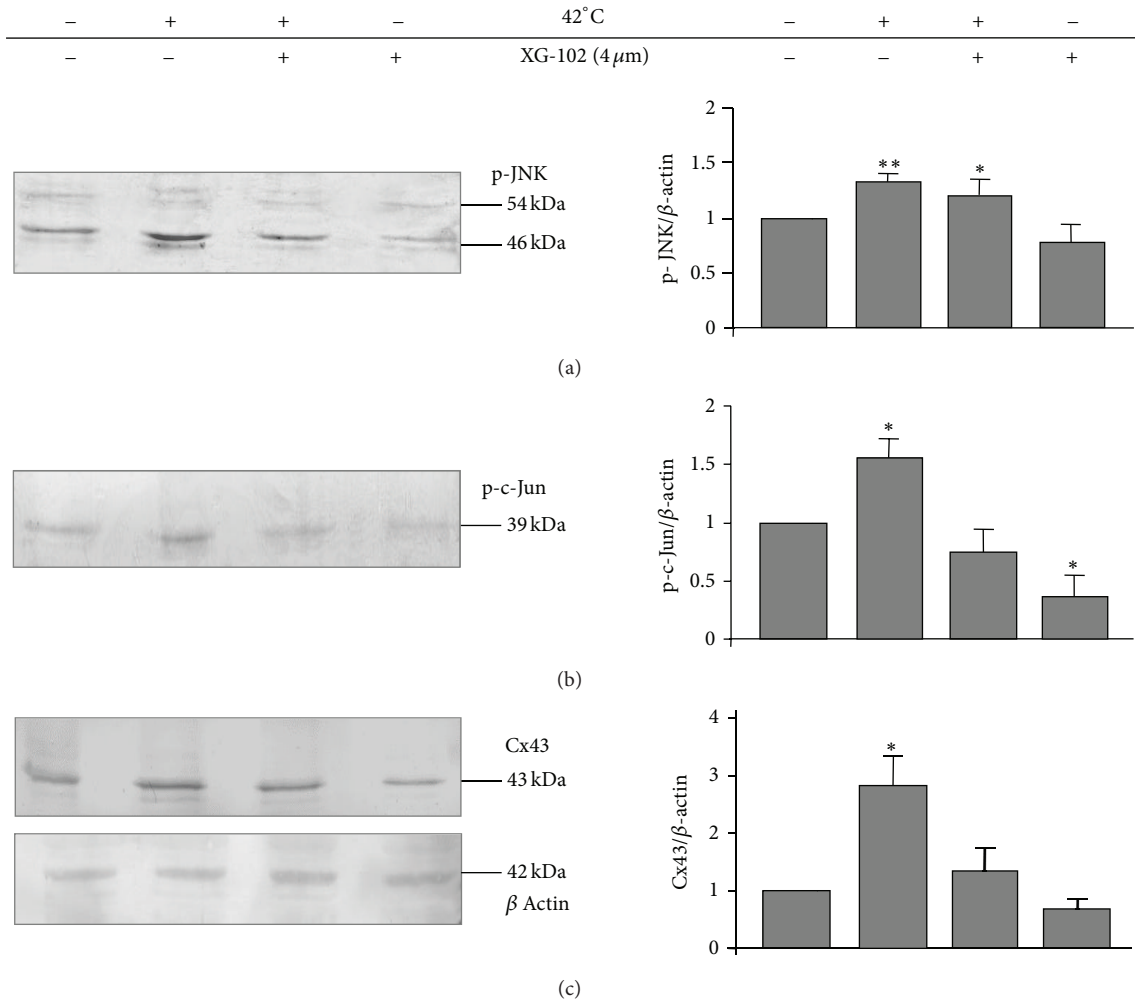 – + + – 42°C – + + –
– – + + XG-102 (4 μm) – – + +
p-JNK
54 kDa
46 kDa
2
1.5
1
0.5
0
p- JNK/β-actin
** *
(a)
p-c-Jun
39 kDa
2
1.5
1
0.5
0
p-c-Jun/β-actin
* *
(b)
Cx43
43 kDa
42 kDa
β Actin
4
3
2
1
0
Cx43/β-actin
*
(c)